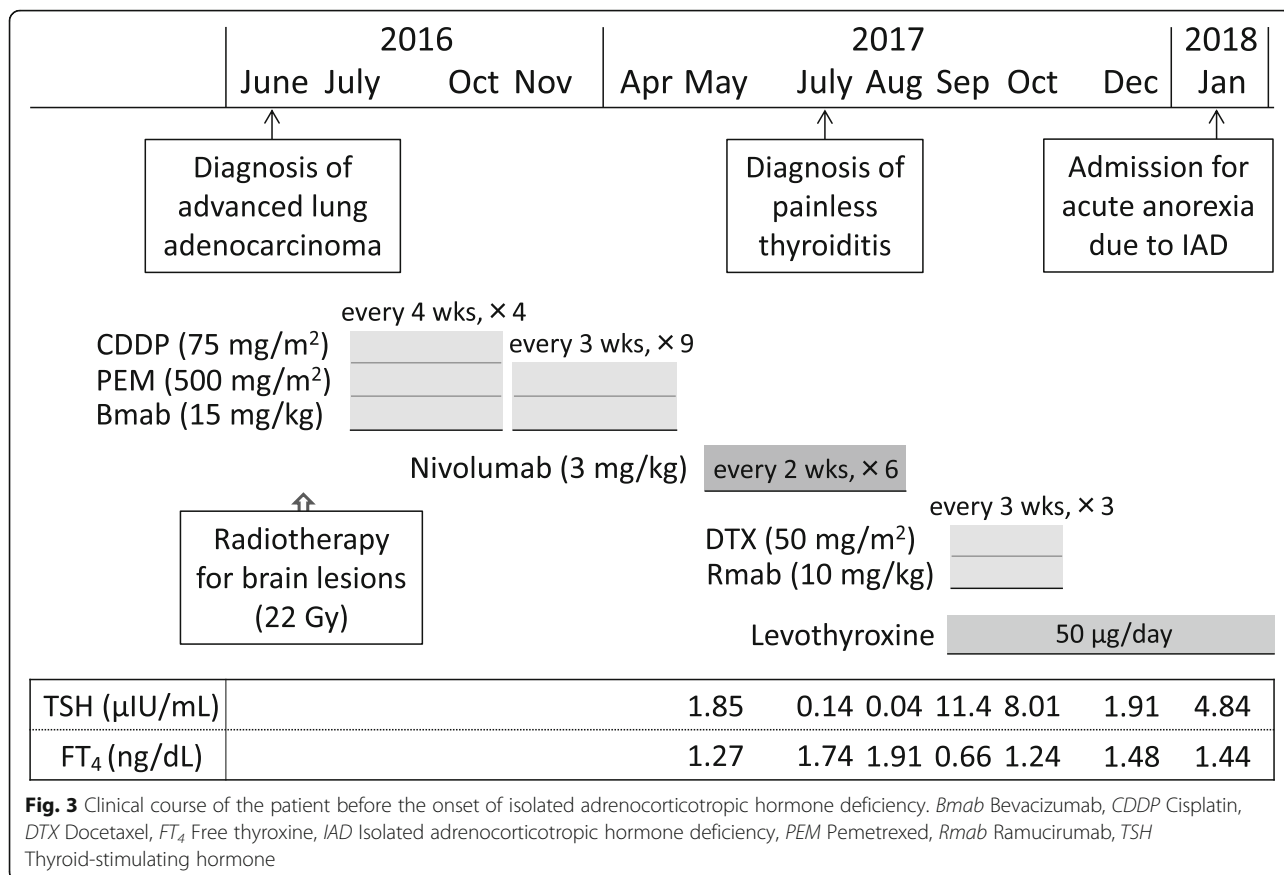 2016 2017 2018
June July Oct Nov Apr May July Aug Sep Oct Dec Jan
Diagnosis of
advanced lung
adenocarcinoma
Diagnosis of
painless
thyroiditis
Admission for
acute anorexia
due to IAD
every 4 wks, ×4
every 3 wks, ×9
CDDP (75 mg/m²)
PEM (500 mg/m²)
Bmab (15 mg/kg)
Nivolumab (3 mg/kg) every 2 wks, ×6
Radiotherapy
for brain lesions
(22 Gy)
every 3 wks, ×3
DTX (50 mg/m²)
Rmab (10 mg/kg)
Levothyroxine 50 μg/day
TSH (μIU/mL) 1.85 0.14 0.04 11.4 8.01 1.91 4.84
FT₄ (ng/dL) 1.27 1.74 1.91 0.66 1.24 1.48 1.44
Fig. 3 Clinical course of the patient before the onset of isolated adrenocorticotropic hormone deficiency. Bmab Bevacizumab, CDDP Cisplatin,
DTX Docetaxel, FT₄ Free thyroxine, IAD Isolated adrenocorticotropic hormone deficiency, PEM Pemetrexed, Rmab Ramucirumab, TSH
Thyroid-stimulating hormone